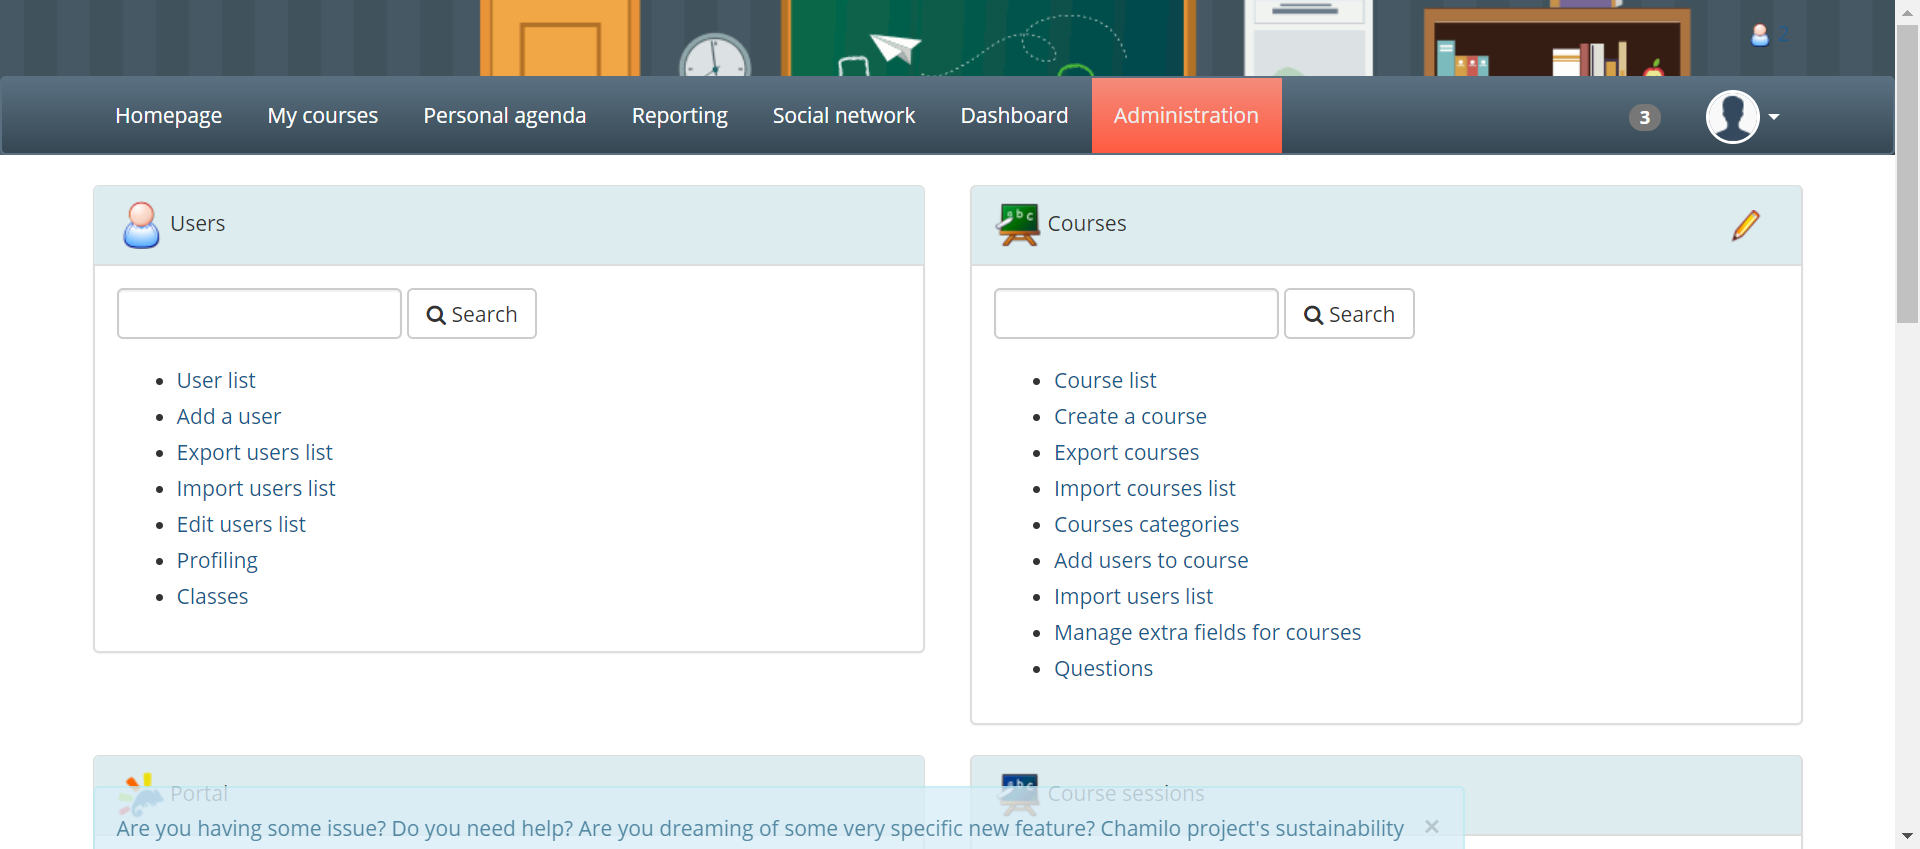 2
Homepage My courses Personal agenda Reporting Social network Dashboard Administration 3
Users
Search
User list
Add a user
Export users list
Import users list
Edit users list
Profiling
Classes
abc Courses
Search
Course list
Create a course
Export courses
Import courses list
Courses categories
Add users to course
Import users list
Manage extra fields for courses
Questions
Portal
abc Course sessions
Are you having some issue? Do you need help? Are you dreaming of some very specific new feature? Chamilo project's sustainability ×